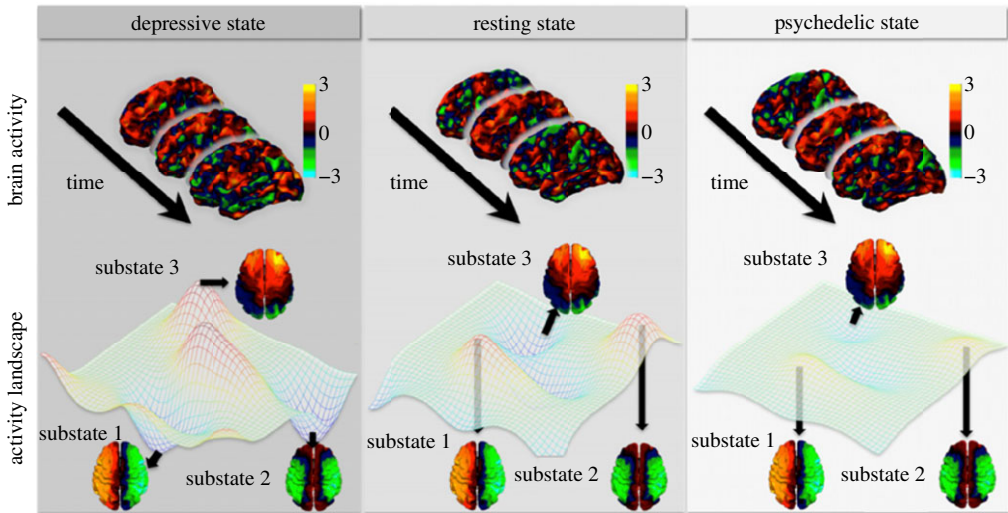 depressive state
resting state
psychedelic state
brain activity
3
0
−3
time
3
0
−3
time
3
0
−3
time
activity landscape
substate 3
substate 1
substate 2
substate 3
substate 1
substate 2
substate 3
substate 1
substate 2